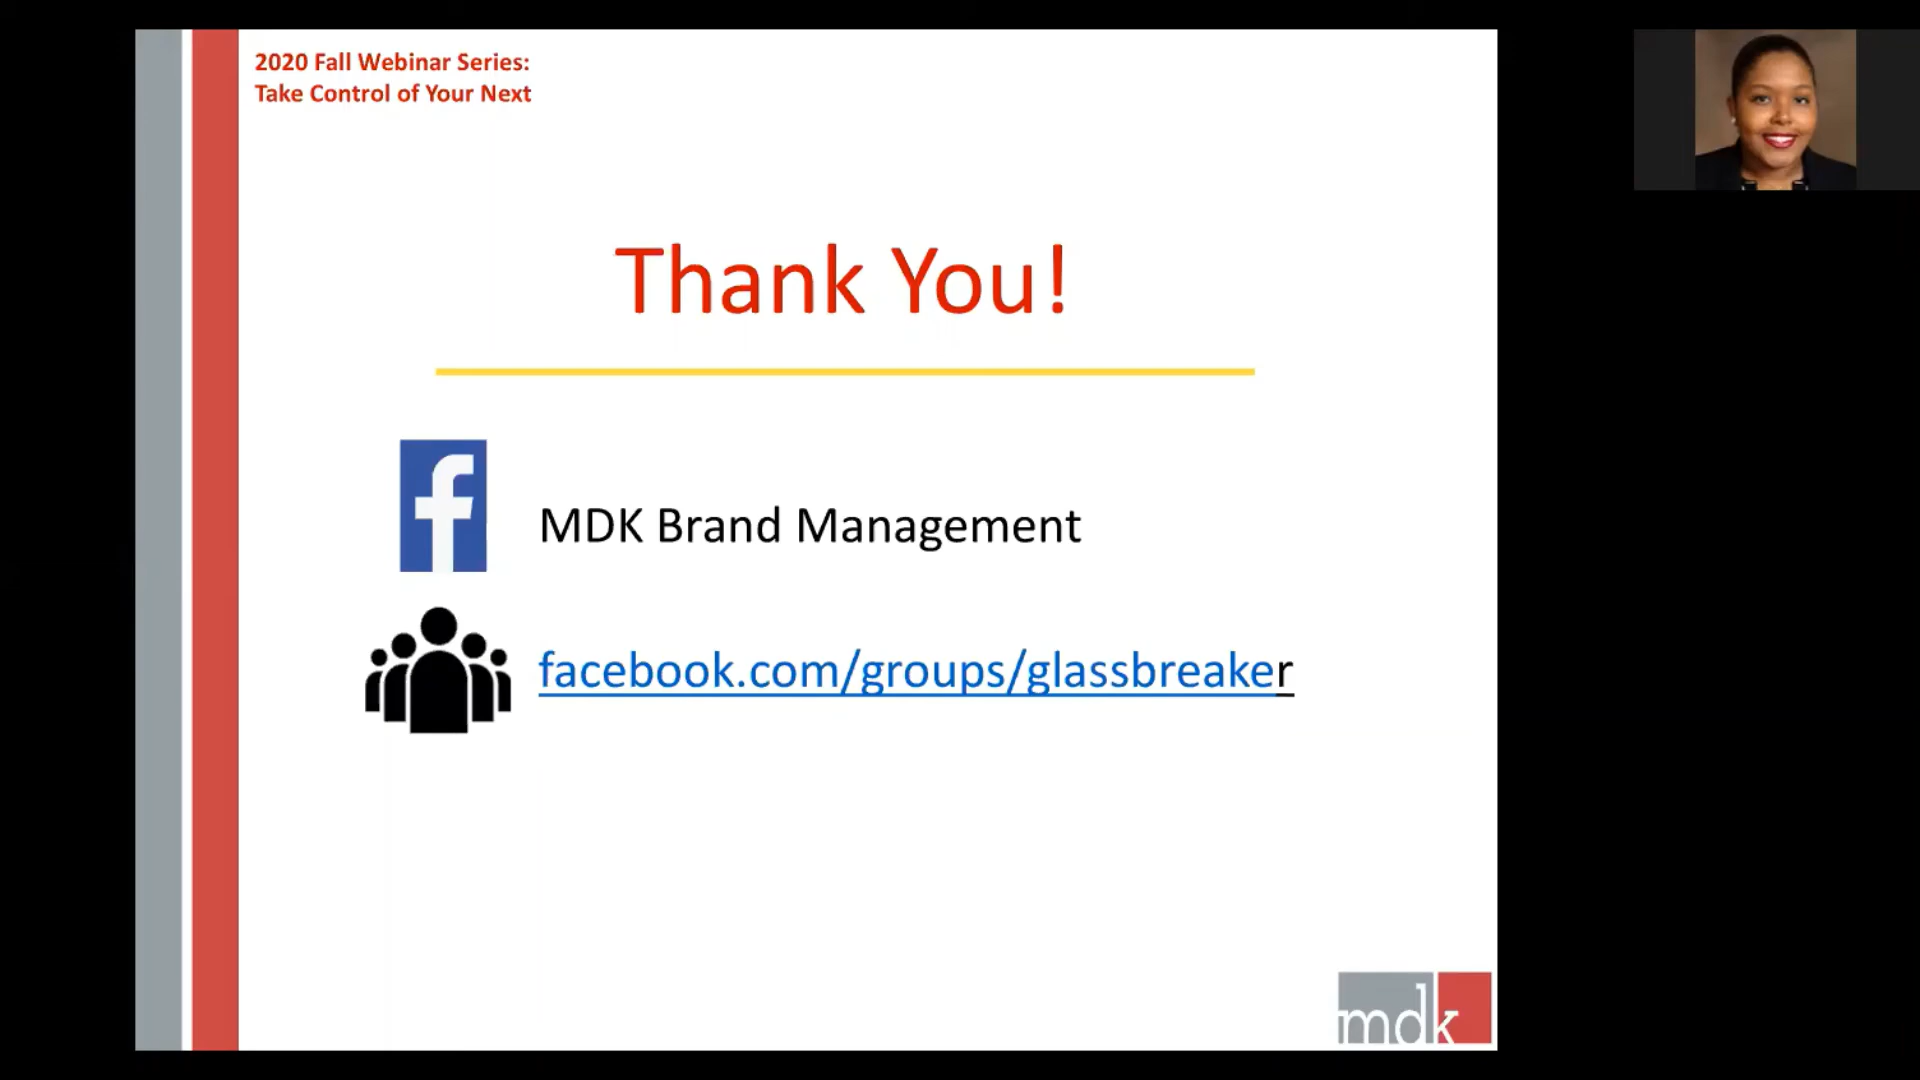 2020 Fall Webinar Series:
Take Control of Your Next
Thank You!
f
MDK Brand Management
facebook.com/groups/glassbreaker
mdk